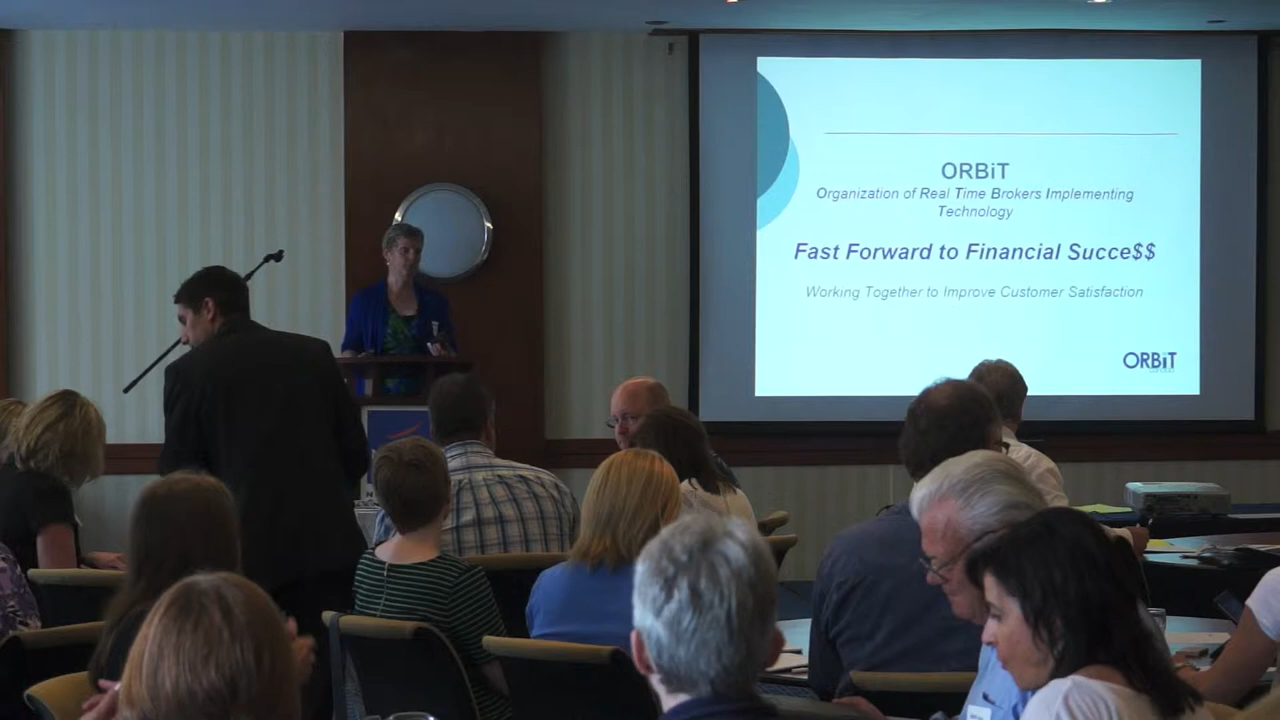 ORBiT
Organization of Real Time Brokers Implementing
Technology
Fast Forward to Financial Succe$$
Working Together to Improve Customer Satisfaction
ORBiT